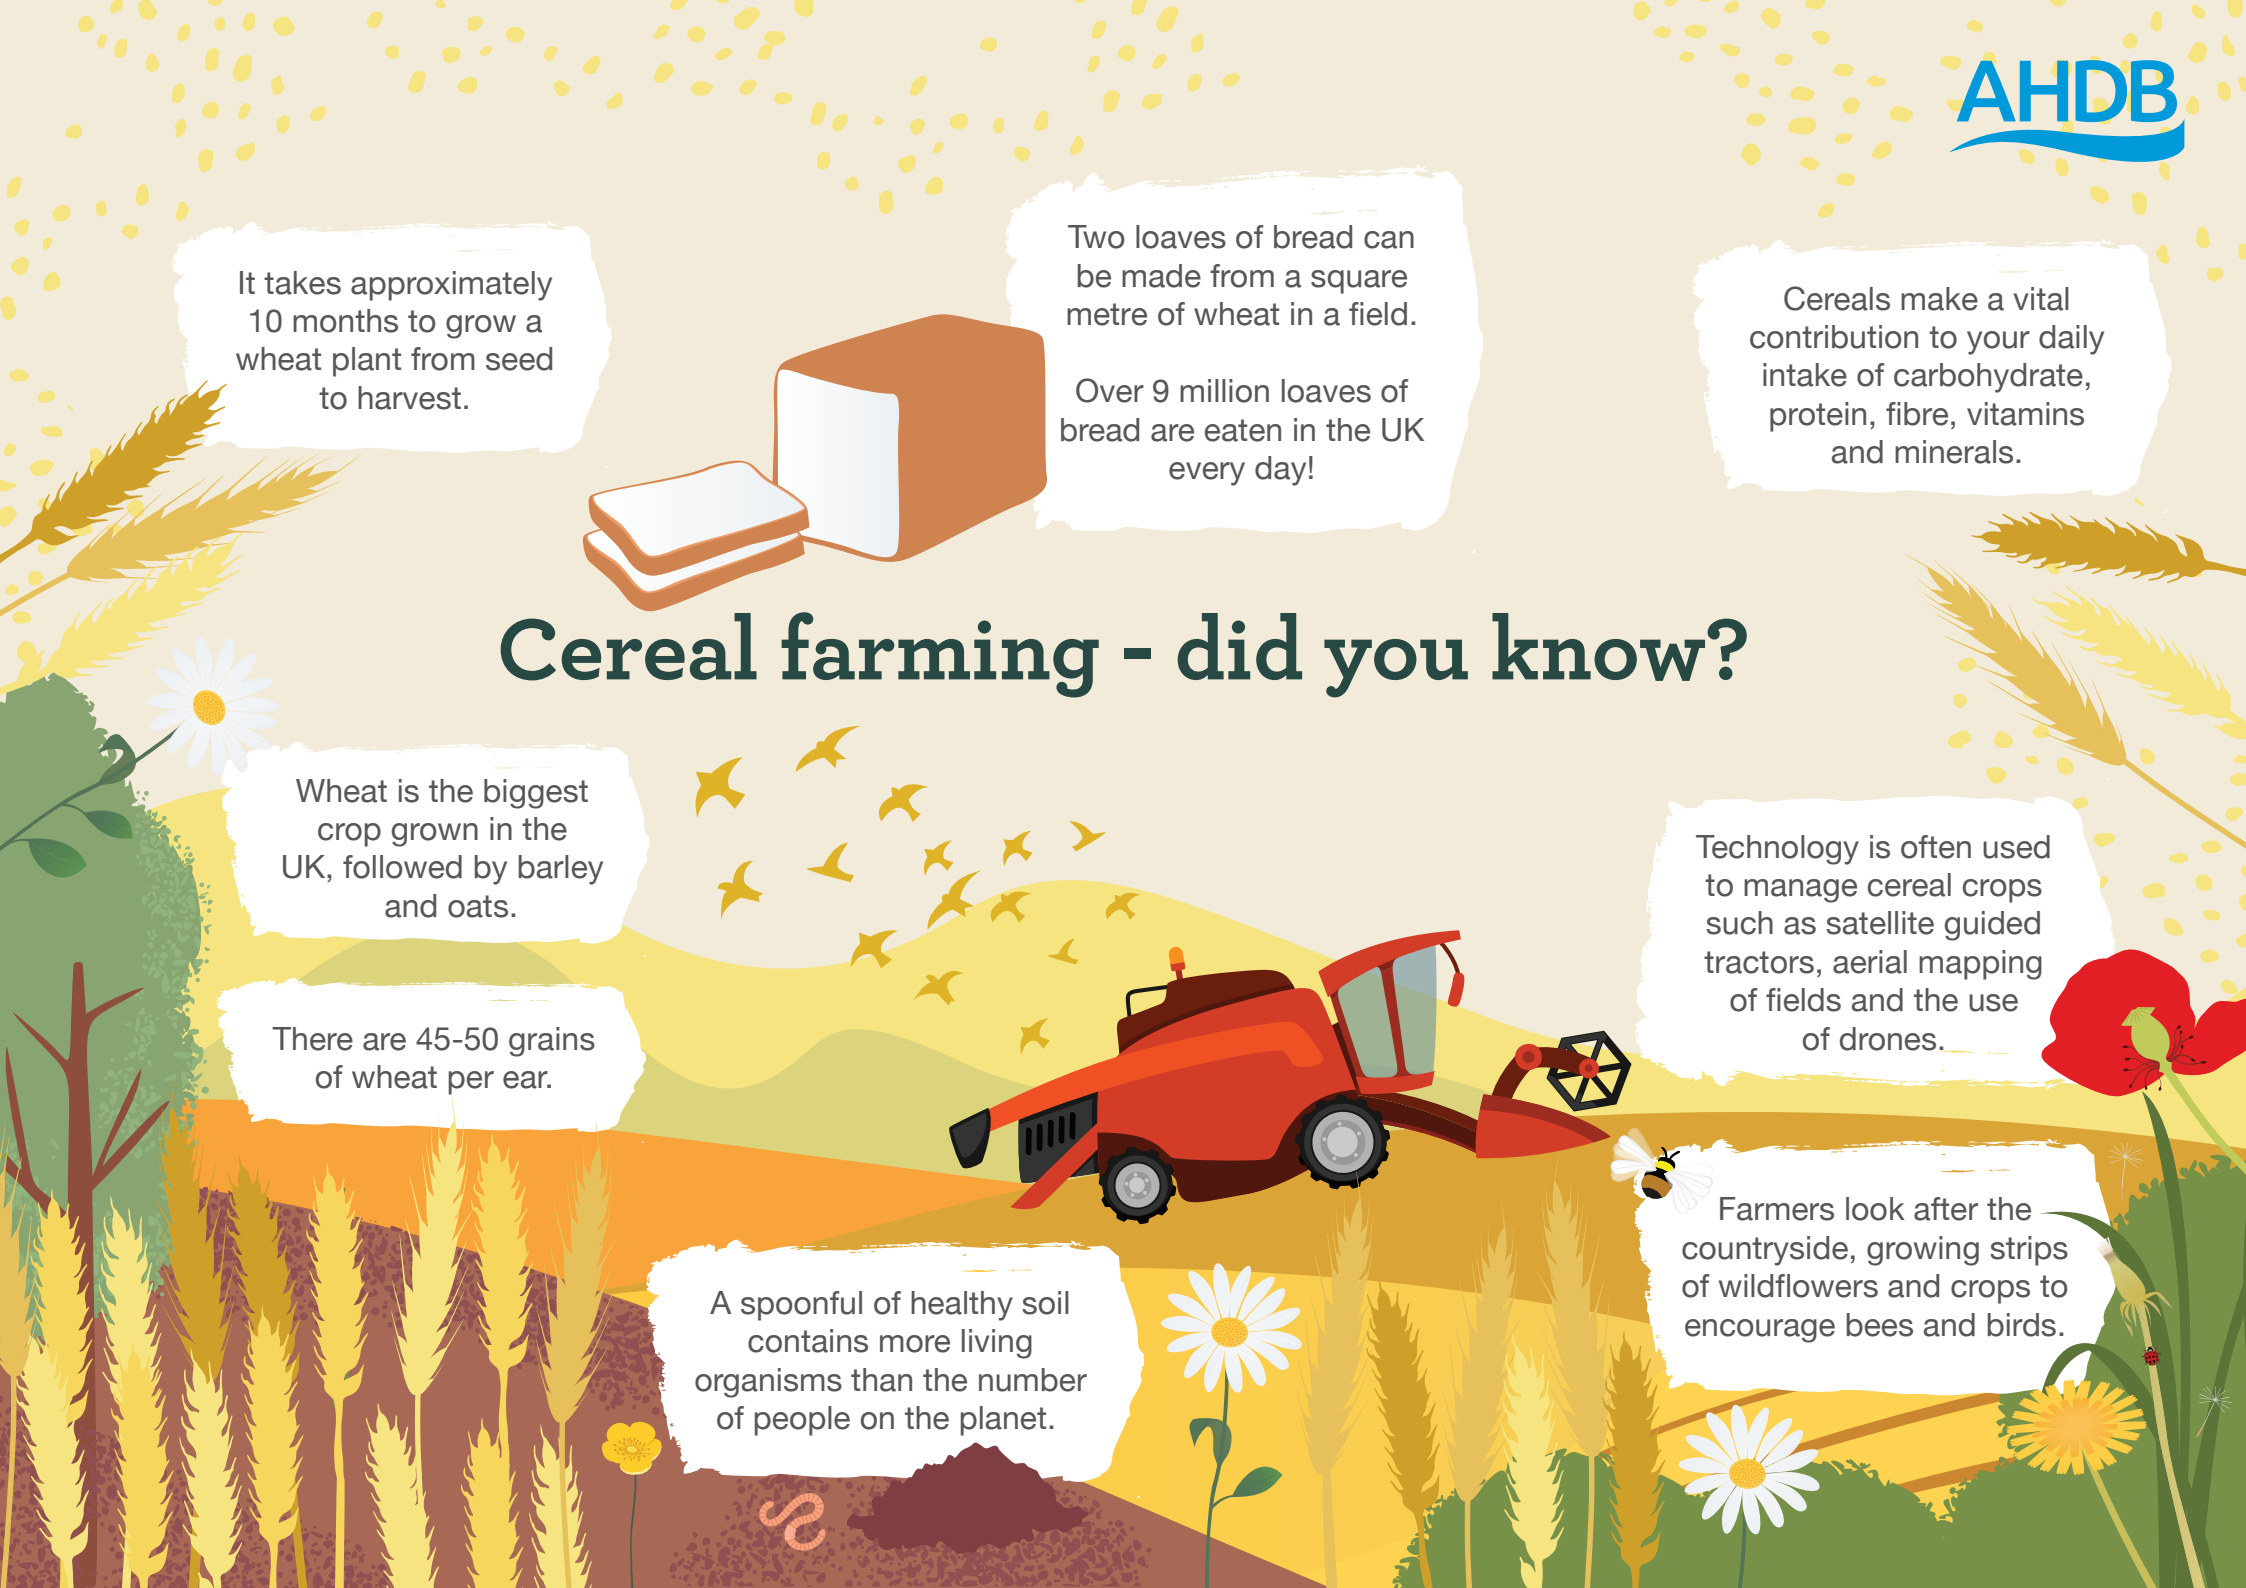 AHDB
It takes approximately
10 months to grow a
wheat plant from seed
to harvest.
Two loaves of bread can
be made from a square
metre of wheat in a field.
Over 9 million loaves of
bread are eaten in the UK
every day!
Cereals make a vital
contribution to your daily
intake of carbohydrate,
protein, fibre, vitamins
and minerals.
Cereal farming - did you know?
Wheat is the biggest
crop grown in the
UK, followed by barley
and oats.
There are 45-50 grains
of wheat per ear.
Technology is often used
to manage cereal crops
such as satellite guided
tractors, aerial mapping
of fields and the use
of drones.
A spoonful of healthy soil
contains more living
organisms than the number
of people on the planet.
Farmers look after the
countryside, growing strips
of wildflowers and crops to
encourage bees and birds.